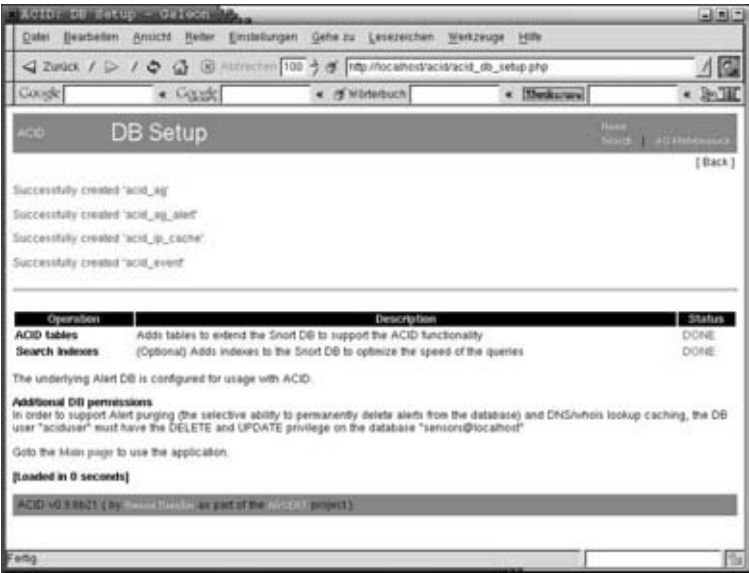 ACID: DB Setup - Galeon
Datei Bearbeiten Ansicht Reiter Einstellungen Gehe zu Lesezeichen Werkzeuge Hilfe
Zurück / / Abbrechen 100 http://localhost/acid/acid_db_setup.php
Google Google Wörterbuch
ACID DB Setup Home
Search | AG Maintenance
[ Back ]
Successfully created 'acid_ag'
Successfully created 'acid_ag_alert'
Successfully created 'acid_ip_cache'
Successfully created 'acid_event'
Operation Description Status
ACID tables Adds tables to extend the Snort DB to support the ACID functionality DONE
Search Indexes (Optional) Adds indexes to the Snort DB to optimize the speed of the queries DONE
The underlying Alert DB is configured for usage with ACID.
Additional DB permissions
In order to support Alert purging (the selective ability to permanently delete alerts from the database) and DNS/whois lookup caching, the DB
user "aciduser" must have the DELETE and UPDATE privilege on the database "sensors@localhost"
Goto the Main page to use the application.
[Loaded in 0 seconds]
ACID v0.9.6b21 ( by as part of the project )
Fertig.